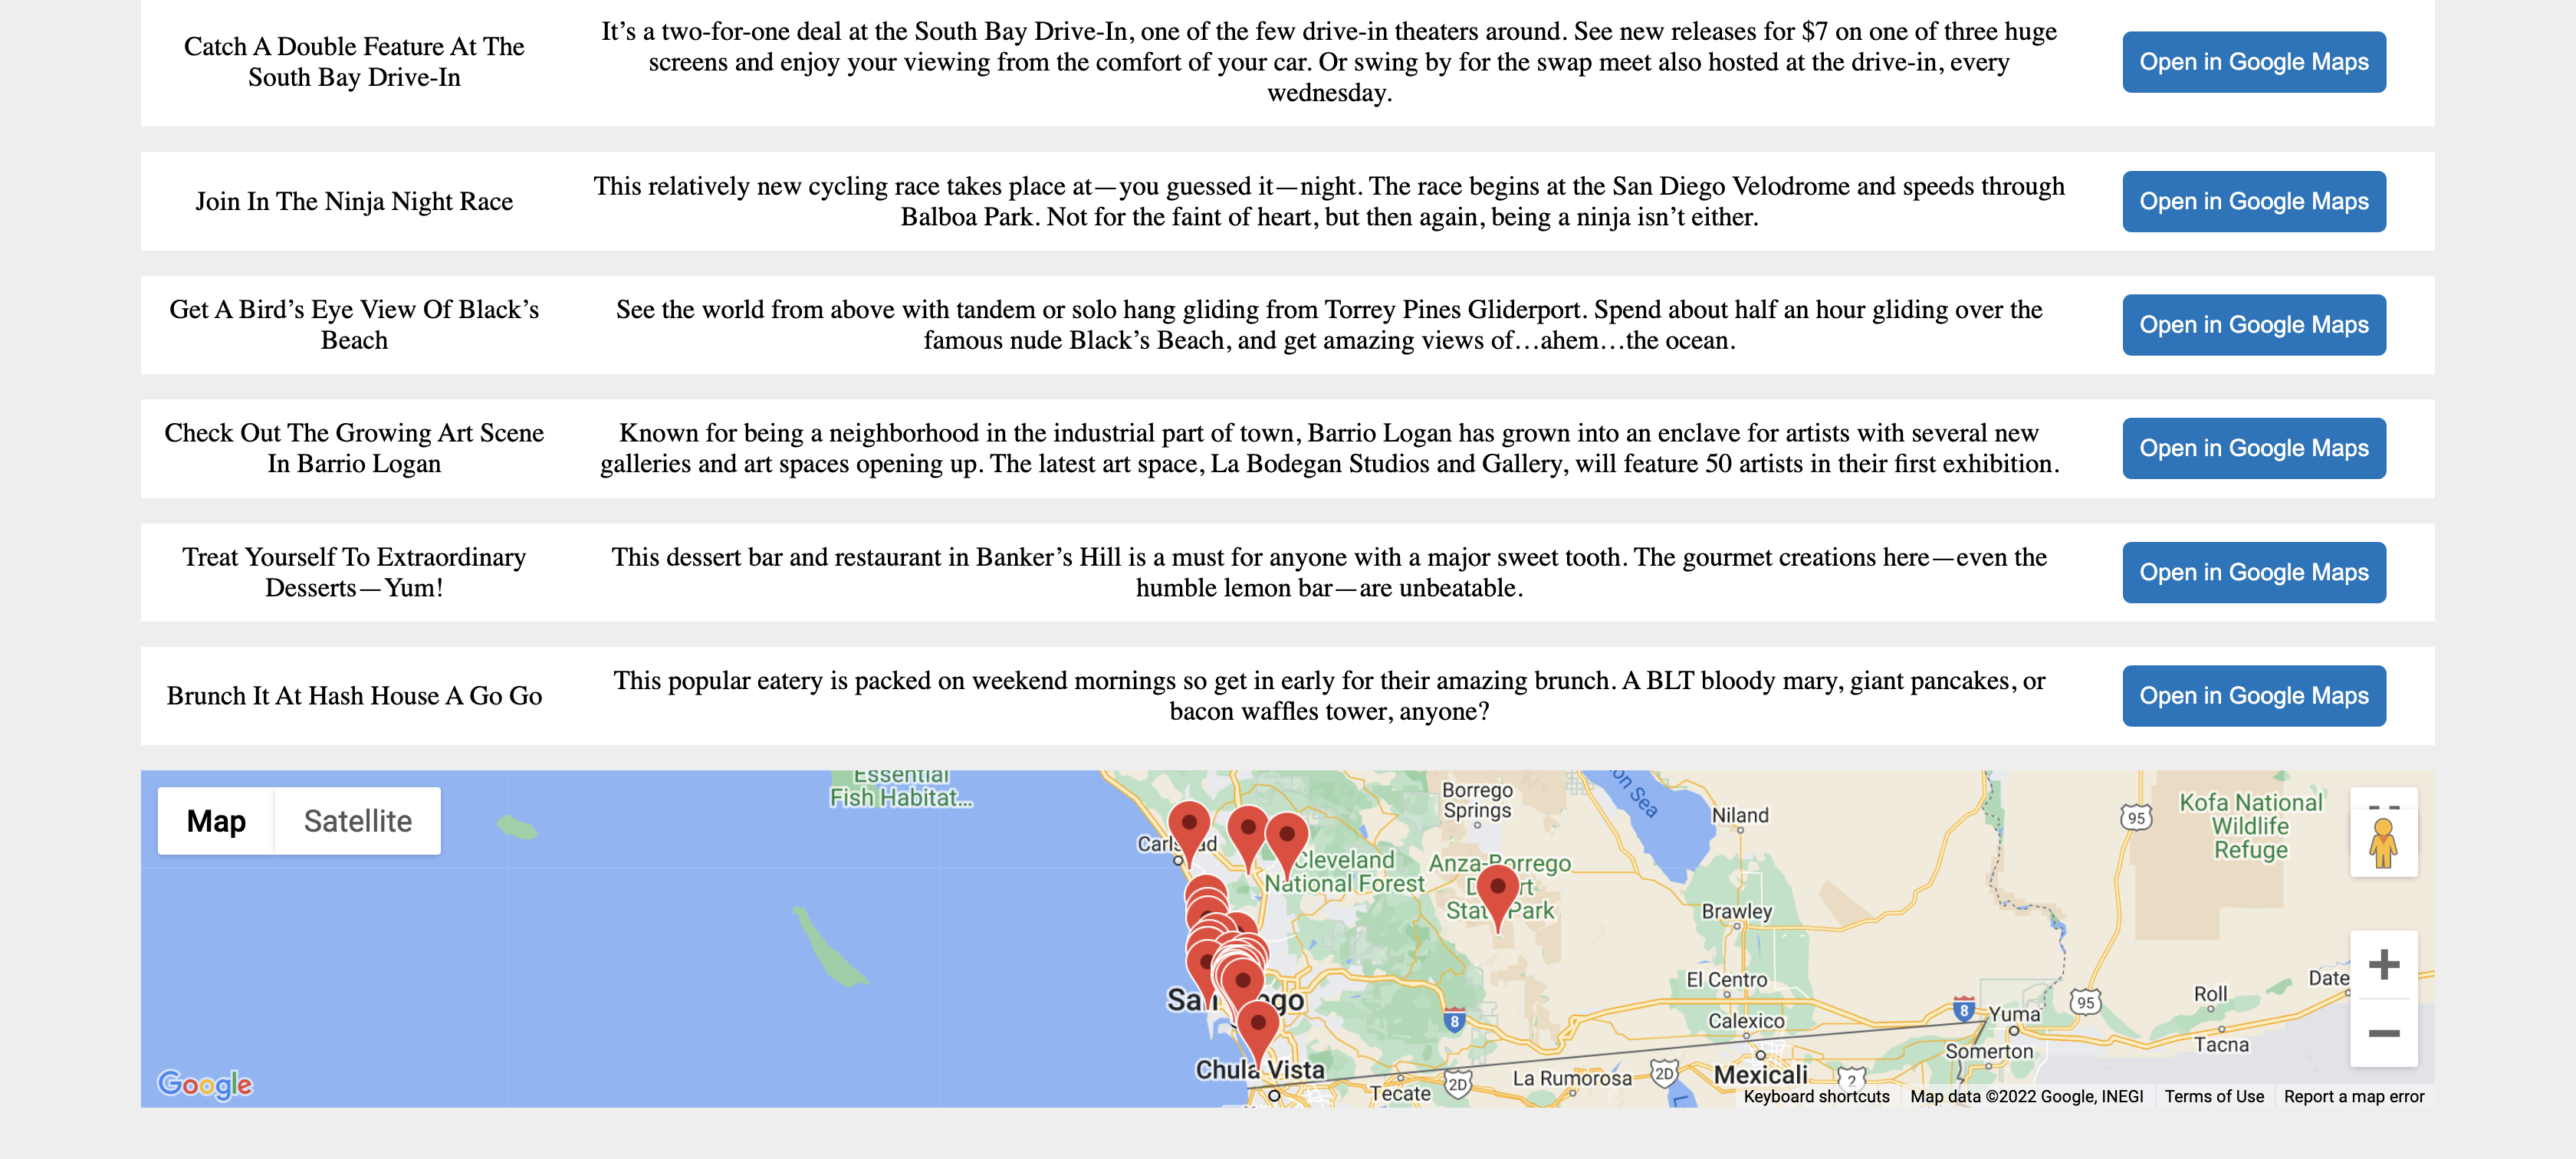 Catch A Double Feature At The
South Bay Drive-In
It’s a two-for-one deal at the South Bay Drive-In, one of the few drive-in theaters around. See new releases for $7 on one of three huge
screens and enjoy your viewing from the comfort of your car. Or swing by for the swap meet also hosted at the drive-in, every
wednesday.
Open in Google Maps
Join In The Ninja Night Race
This relatively new cycling race takes place at—you guessed it—night. The race begins at the San Diego Velodrome and speeds through
Balboa Park. Not for the faint of heart, but then again, being a ninja isn’t either.
Open in Google Maps
Get A Bird’s Eye View Of Black’s
Beach
See the world from above with tandem or solo hang gliding from Torrey Pines Gliderport. Spend about half an hour gliding over the
famous nude Black’s Beach, and get amazing views of…ahem…the ocean.
Open in Google Maps
Check Out The Growing Art Scene
In Barrio Logan
Known for being a neighborhood in the industrial part of town, Barrio Logan has grown into an enclave for artists with several new
galleries and art spaces opening up. The latest art space, La Bodegan Studios and Gallery, will feature 50 artists in their first exhibition.
Open in Google Maps
Treat Yourself To Extraordinary
Desserts—Yum!
This dessert bar and restaurant in Banker’s Hill is a must for anyone with a major sweet tooth. The gourmet creations here—even the
humble lemon bar—are unbeatable.
Open in Google Maps
Brunch It At Hash House A Go Go
This popular eatery is packed on weekend mornings so get in early for their amazing brunch. A BLT bloody mary, giant pancakes, or
bacon waffles tower, anyone?
Open in Google Maps
Map
Satellite
Essential
Fish Habitat...
Borrego
Springs
Niland
95
Kofa National
Wildlife
Refuge
Cleveland
National Forest
Anza-Borrego
State Park
Brawley
El Centro
Calexico
8
8
Yuma
95
Roll
Date
Tacna
Somerton
Chula Vista
Tecate
2D
La Rumorosa
2D
Mexicali
2
Google
Keyboard shortcuts
Map data ©2022 Google, INEGI
Terms of Use
Report a map error